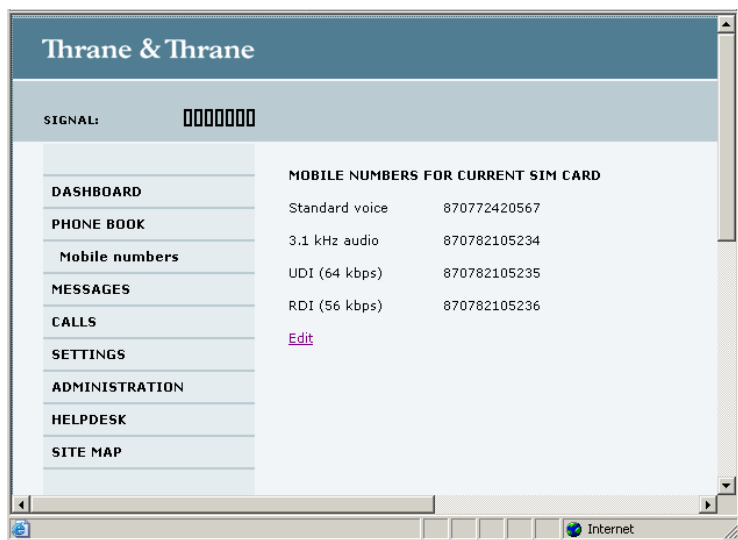 Thrane & Thrane
SIGNAL:
DASHBOARD
PHONE BOOK
Mobile numbers
MESSAGES
CALLS
SETTINGS
ADMINISTRATION
HELPDESK
SITE MAP
MOBILE NUMBERS FOR CURRENT SIM CARD
Standard voice 870772420567
3.1 kHz audio 870782105234
UDI (64 kbps) 870782105235
RDI (56 kbps) 870782105236
Edit
Internet